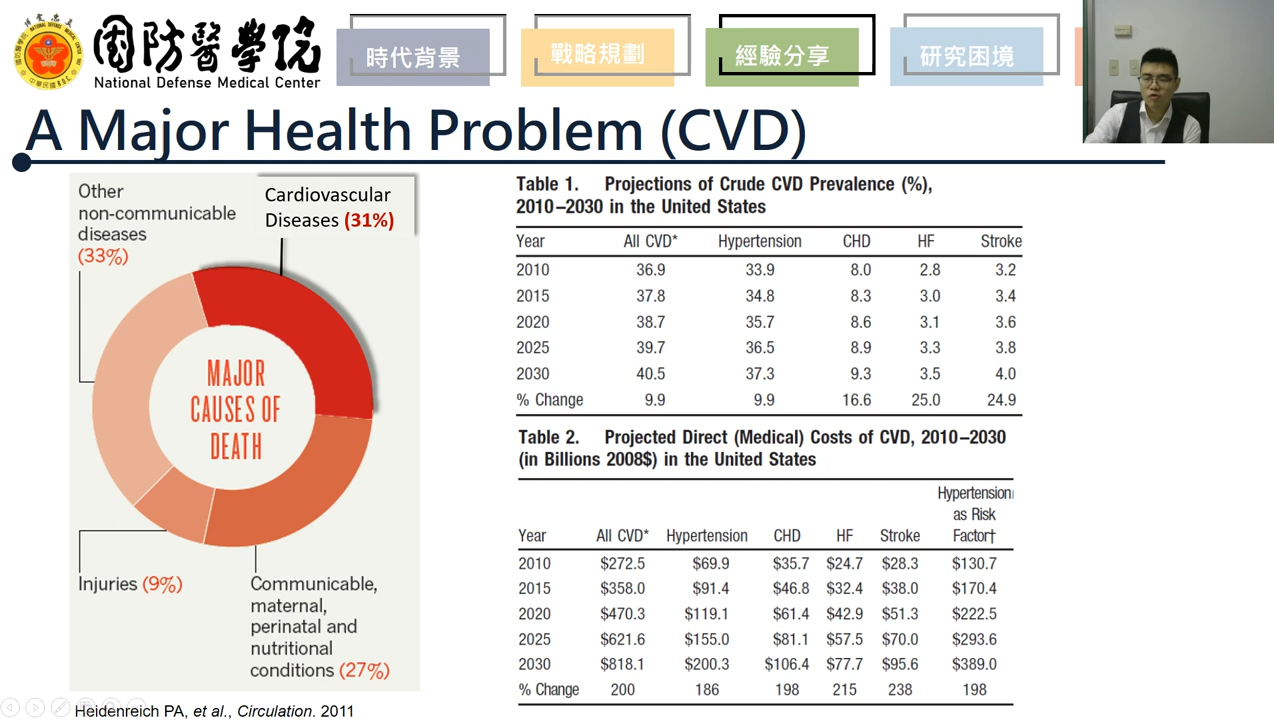 國防醫學院
National Defense Medical Center
時代背景
戰略規劃
經驗分享
研究困境
A Major Health Problem (CVD)
Other
non-communicable
diseases
(33%)
Cardiovascular
Diseases (31%)
MAJOR
CAUSES OF
DEATH
Injuries (9%)
Communicable,
maternal,
perinatal and
nutritional
conditions (27%)
Heidenreich PA, et al., Circulation. 2011
Table 1. Projections of Crude CVD Prevalence (%),
2010–2030 in the United States
Year All CVD* Hypertension CHD HF Stroke
2010 36.9 33.9 8.0 2.8 3.2
2015 37.8 34.8 8.3 3.0 3.4
2020 38.7 35.7 8.6 3.1 3.6
2025 39.7 36.5 8.9 3.3 3.8
2030 40.5 37.3 9.3 3.5 4.0
% Change 9.9 9.9 16.6 25.0 24.9
Table 2. Projected Direct (Medical) Costs of CVD, 2010–2030
(in Billions 2008$) in the United States
Hypertension
as Risk
Year All CVD* Hypertension CHD HF Stroke Factor†
2010 $272.5 $69.9 $35.7 $24.7 $28.3 $130.7
2015 $358.0 $91.4 $46.8 $32.4 $38.0 $170.4
2020 $470.3 $119.1 $61.4 $42.9 $51.3 $222.5
2025 $621.6 $155.0 $81.1 $57.5 $70.0 $293.6
2030 $818.1 $200.3 $106.4 $77.7 $95.6 $389.0
% Change 200 186 198 215 238 198